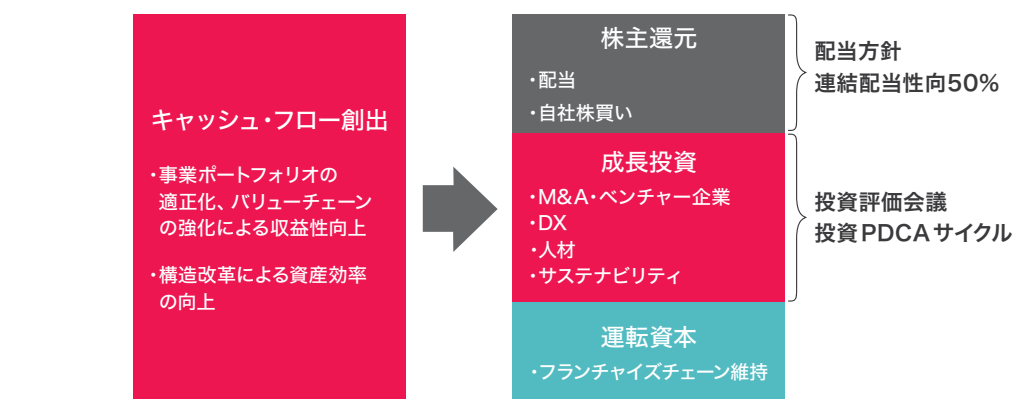 キャッシュ・フロー創出
・事業ポートフォリオの
適正化、バリューチェーン
の強化による収益性向上
・構造改革による資産効率
の向上
株主還元
・配当
・自社株買い
成長投資
・M&A・ベンチャー企業
・DX
・人材
・サステナビリティ
運転資本
・フランチャイズチェーン維持
配当方針
連結配当性向50%
投資評価会議
投資PDCAサイクル